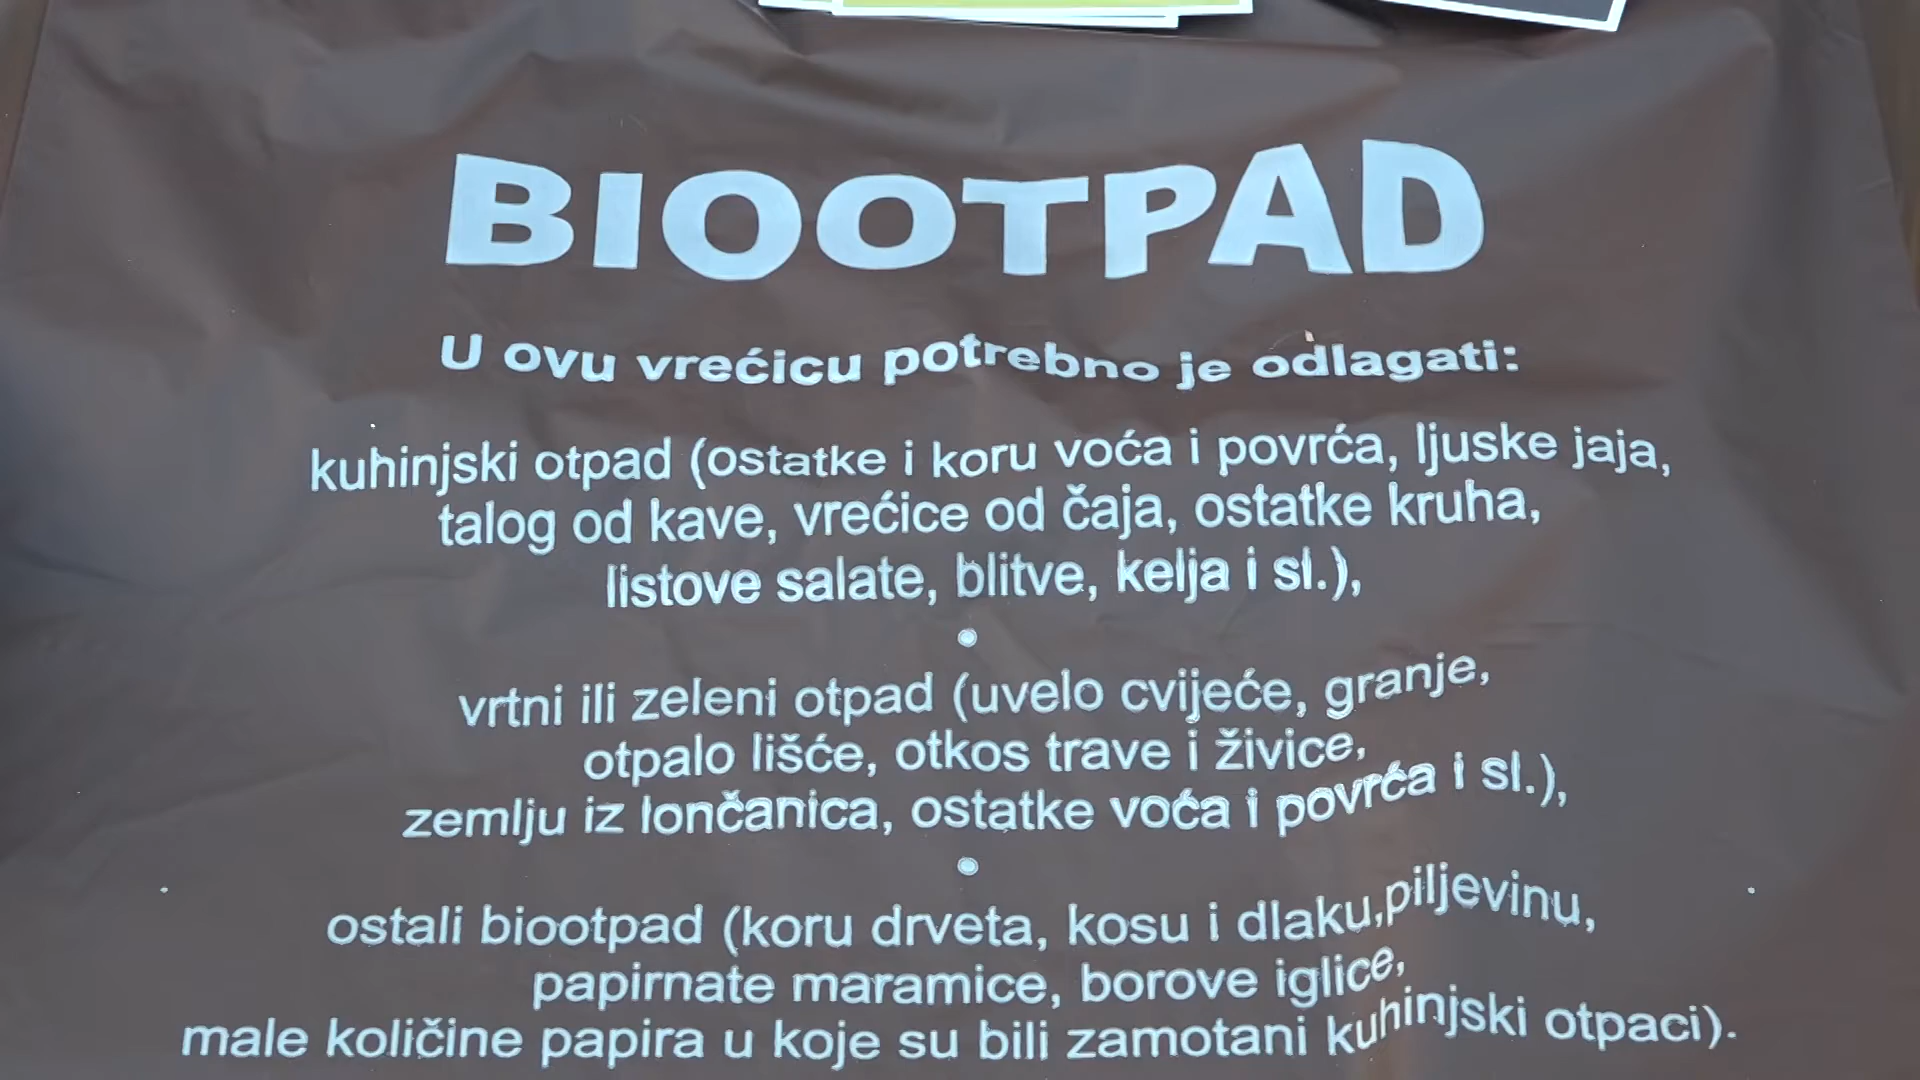 BIOOTPAD
U ovu vrećicu potrebno je odlagati:
kuhinjski otpad (ostatke i koru voća i povrća, ljuske jaja,
talog od kave, vrećice od čaja, ostatke kruha,
listove salate, blitve, kelja i sl.),
•
vrtni ili zeleni otpad (uvelo cvijeće, granje,
otpalo lišće, otkos trave i živice,
zemlju iz lončanica, ostatke voća i povrća i sl.),
•
ostali biootpad (koru drveta, kosu i dlaku,piljevinu,
papirnate maramice, borove iglice,
male količine papira u koje su bili zamotani kuhinjski otpaci).